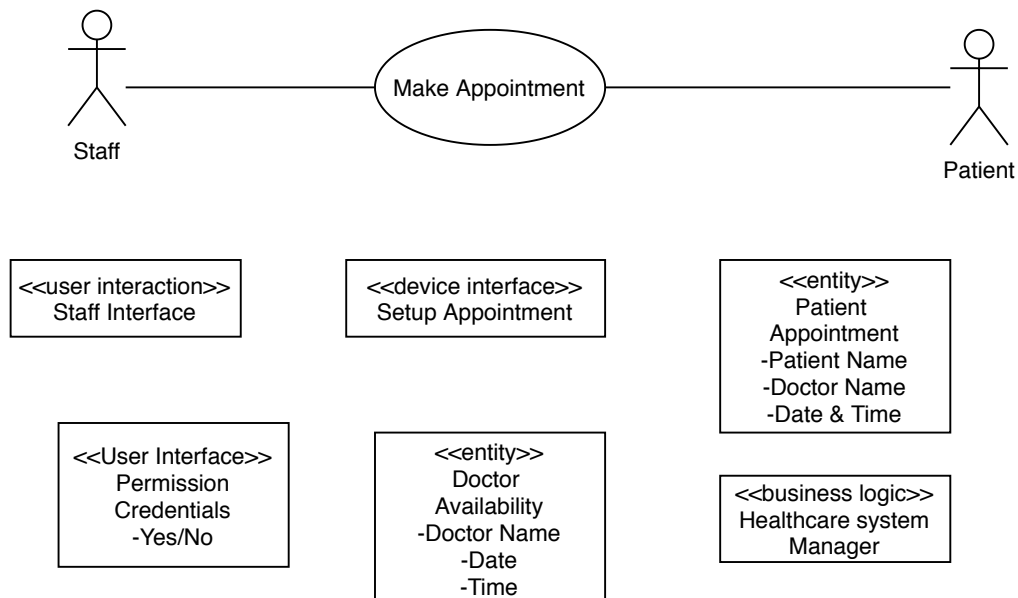 Make Appointment
Staff
Patient
<<user interaction>>
Staff Interface
<<device interface>>
Setup Appointment
<<entity>>
Patient
Appointment
-Patient Name
-Doctor Name
-Date & Time
<<User Interface>>
Permission
Credentials
-Yes/No
<<entity>>
Doctor
Availability
-Doctor Name
-Date
-Time
<<business logic>>
Healthcare system
Manager